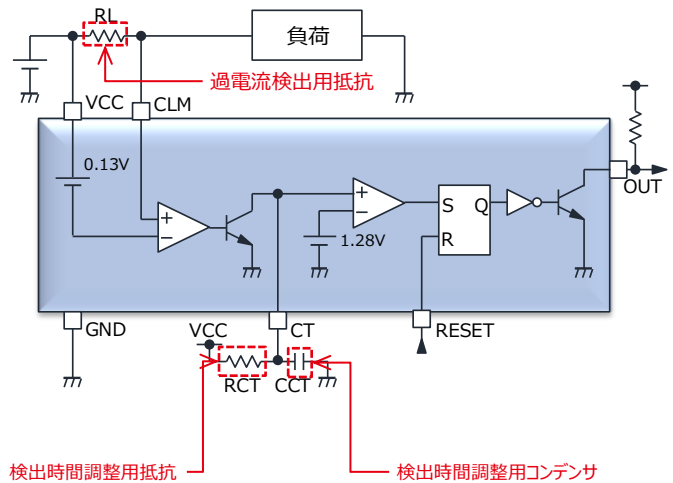 RL
負荷
過電流検出用抵抗
VCC
CLM
0.13V
+
−
+
−
1.28V
S
Q
R
OUT
GND
VCC
CT
RESET
RCT
CCT
検出時間調整用抵抗
検出時間調整用コンデンサ